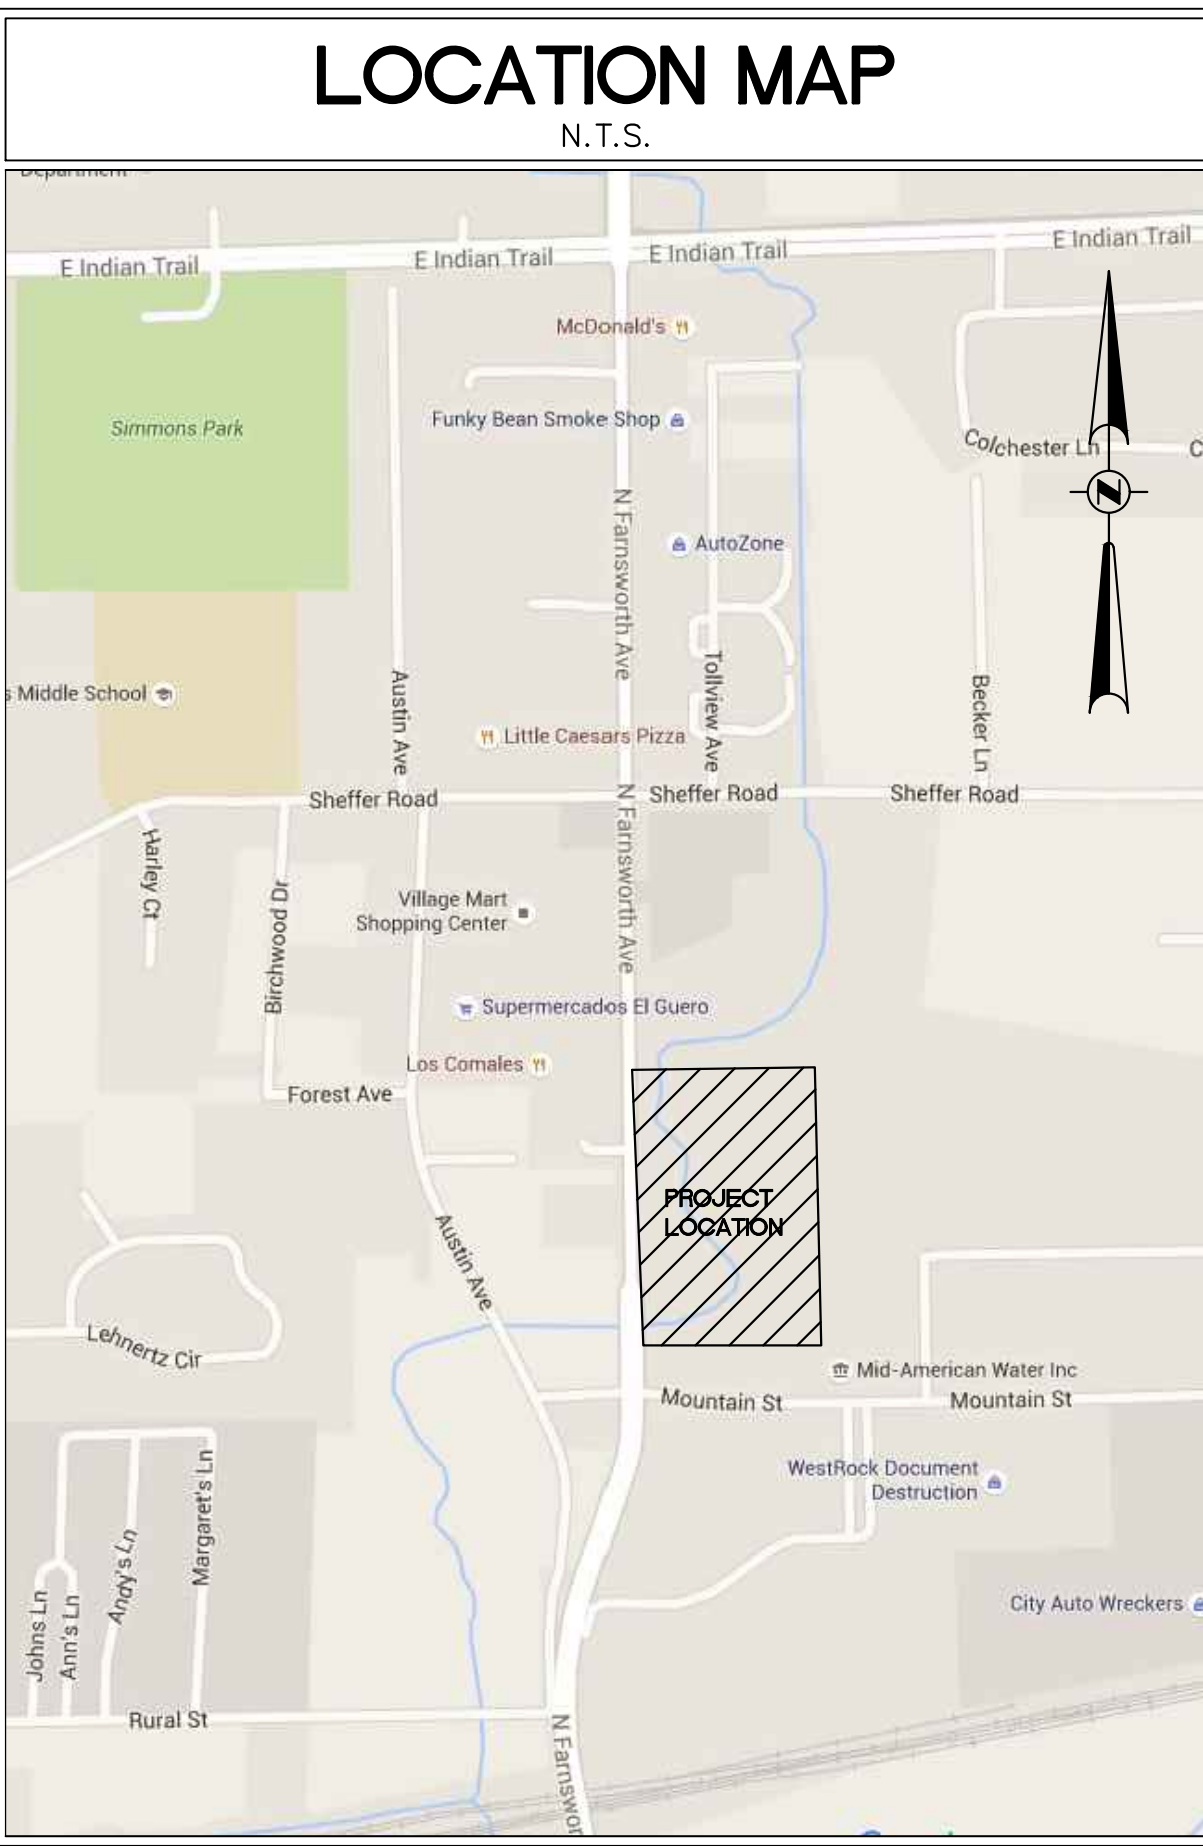 LOCATION MAP
N.T.S.
Department
E Indian Trail
E Indian Trail
E Indian Trail
E Indian Trail
McDonald's
Simmons Park
Funky Bean Smoke Shop
Colchester Ln
C
N
N Farnsworth Ave
AutoZone
Tollview Ave
Austin Ave
Becker Ln
s Middle School
Little Caesars Pizza
Sheffer Road
Sheffer Road
Sheffer Road
N Farnsworth Ave
Harley Ct
Birchwood Dr
Village Mart
Shopping Center
Supermercados El Guero
Los Comales
Forest Ave
PROJECT
LOCATION
Austin Ave
Lehnertz Cir
Mid-American Water Inc
Mountain St
Mountain St
WestRock Document
Destruction
Margaret's Ln
Andy's Ln
Johns Ln
Ann's Ln
City Auto Wreckers
Rural St
N Farnswor